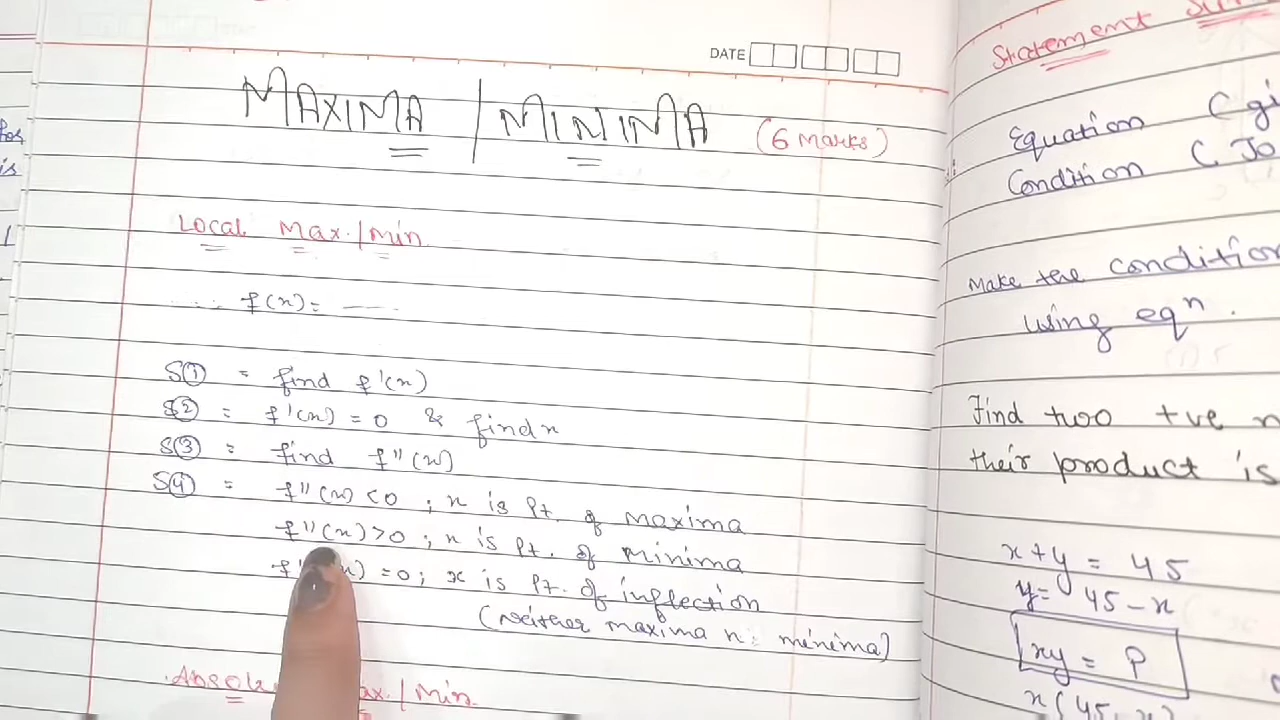 DATE
MAXIMA / MINIMA (6 Marks)
Local Max./Min.
f(x) = —
S① = find f'(x)
S② = f'(x) = 0 & find x
S③ = find f''(x)
S④ = f''(x) < 0 ; x is Pt. of maxima
f''(x) > 0 ; x is Pt. of minima
x) = 0 ; x is Pt. of inflection
(Neither maxima n minima)
Max./Min.
Statement
Equation
Condition
Make the condition
using eqⁿ.
Find two +ve
their product is
x + y = 45
y = 45 - x
xy = P
x(45 - x)